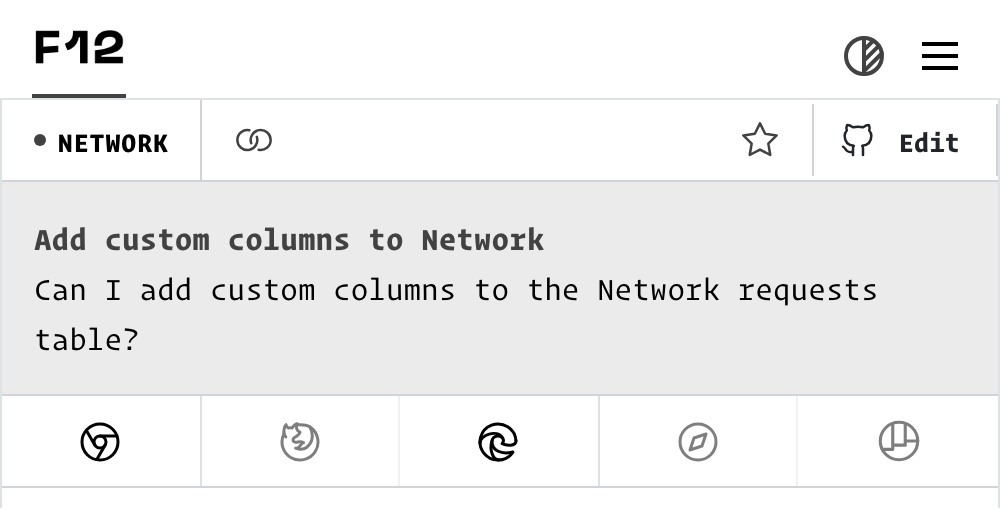 F12
NETWORK
Edit
Add custom columns to Network
Can I add custom columns to the Network requests
table?